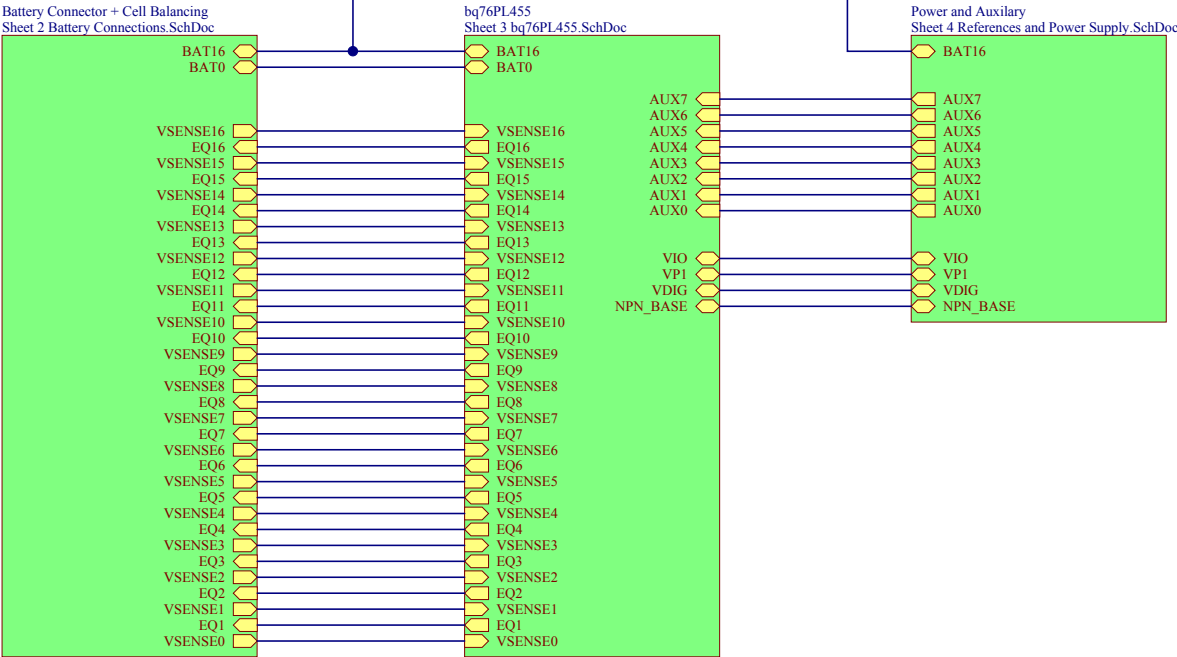 Battery Connector + Cell Balancing
Sheet 2 Battery Connections.SchDoc
BAT16
BAT0
VSENSE16
EQ16
VSENSE15
EQ15
VSENSE14
EQ14
VSENSE13
EQ13
VSENSE12
EQ12
VSENSE11
EQ11
VSENSE10
EQ10
VSENSE9
EQ9
VSENSE8
EQ8
VSENSE7
EQ7
VSENSE6
EQ6
VSENSE5
EQ5
VSENSE4
EQ4
VSENSE3
EQ3
VSENSE2
EQ2
VSENSE1
EQ1
VSENSE0
bq76PL455
Sheet 3 bq76PL455.SchDoc
BAT16
BAT0
VSENSE16
EQ16
VSENSE15
EQ15
VSENSE14
EQ14
VSENSE13
EQ13
VSENSE12
EQ12
VSENSE11
EQ11
VSENSE10
EQ10
VSENSE9
EQ9
VSENSE8
EQ8
VSENSE7
EQ7
VSENSE6
EQ6
VSENSE5
EQ5
VSENSE4
EQ4
VSENSE3
EQ3
VSENSE2
EQ2
VSENSE1
EQ1
VSENSE0
AUX7
AUX6
AUX5
AUX4
AUX3
AUX2
AUX1
AUX0
VIO
VP1
VDIG
NPN_BASE
Power and Auxilary
Sheet 4 References and Power Supply.SchDoc
BAT16
AUX7
AUX6
AUX5
AUX4
AUX3
AUX2
AUX1
AUX0
VIO
VP1
VDIG
NPN_BASE